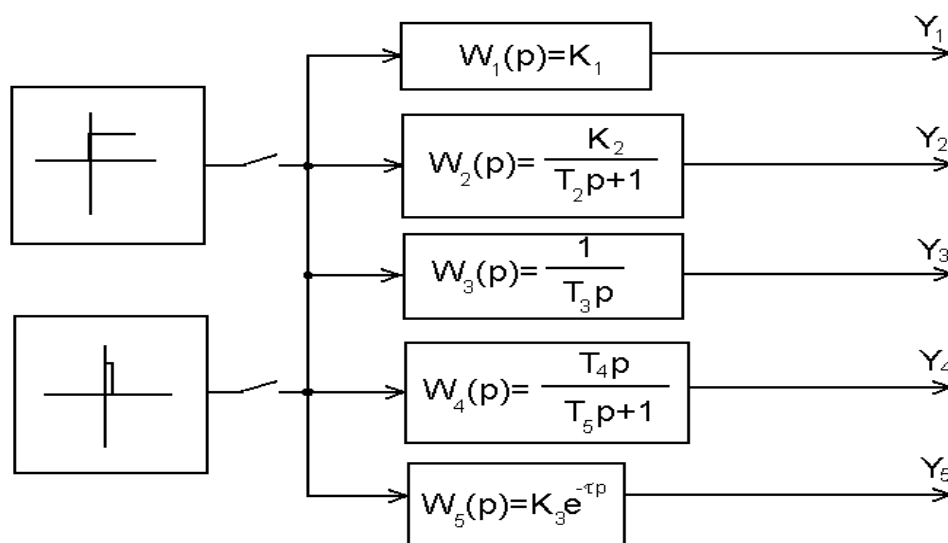 W₁(p)=K₁
Y₁
W₂(p)=K₂/(T₂p+1)
Y₂
W₃(p)=1/(T₃p)
Y₃
W₄(p)=T₄p/(T₅p+1)
Y₄
W₅(p)=K₃e^(-τp)
Y₅